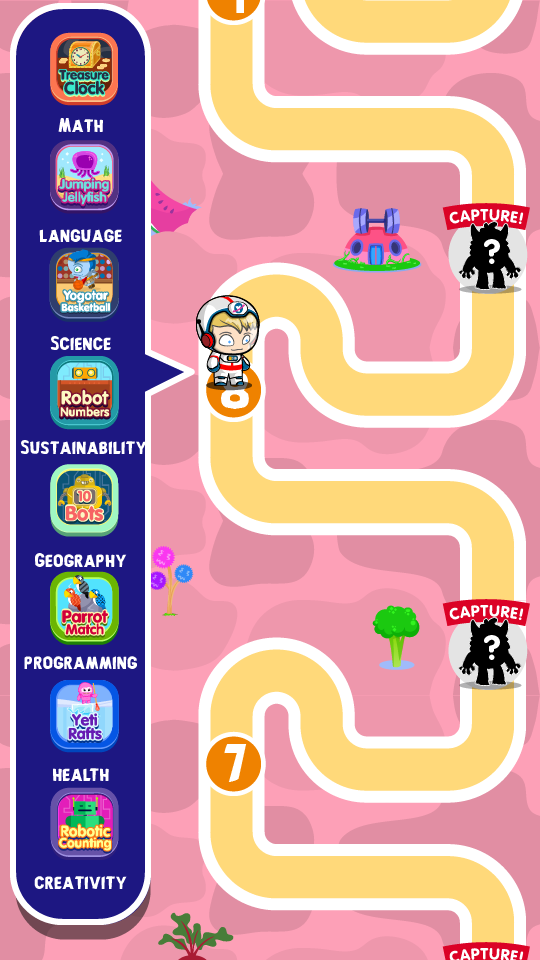 Treasure
Clock
MATH
Jumping
Jellyfish
LANGUAGE
Yogotar
Basketball
SCIENCE
Robot
Numbers
SUSTAINABILITY
10
Bots
GEOGRAPHY
Parrot
Match
PROGRAMMING
Yeti
Rafts
HEALTH
Robotic
Counting
CREATIVITY
CAPTURE!
?
8
CAPTURE!
?
7
CAPTURE!